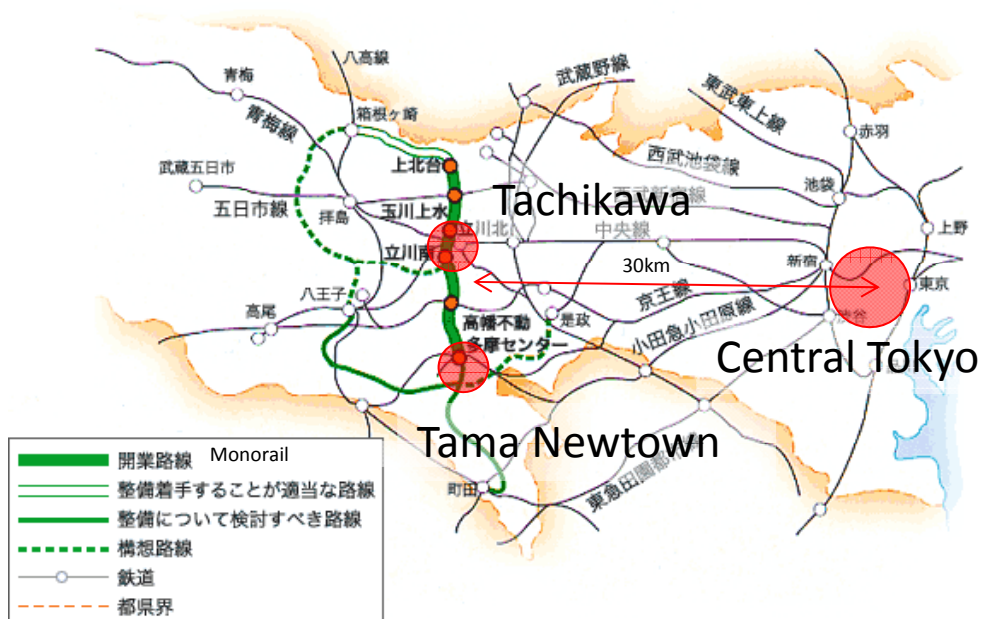 八高線
青梅
武蔵野線
東武東上線
箱根ヶ崎
赤羽
青梅線
上北台
西武池袋線
武蔵五日市
池袋
五日市線
拝島
玉川上水
Tachikawa
西武新宿線
立川北
中央線
上野
立川南
30km
新宿
東京
八王子
京王線
高尾
高幡不動
是政
小田急小田原線
渋谷
多摩センター
Central Tokyo
Tama Newtown
町田
東急田園都市線
開業路線 Monorail
整備着手することが適当な路線
整備について検討すべき路線
構想路線
鉄道
都県界